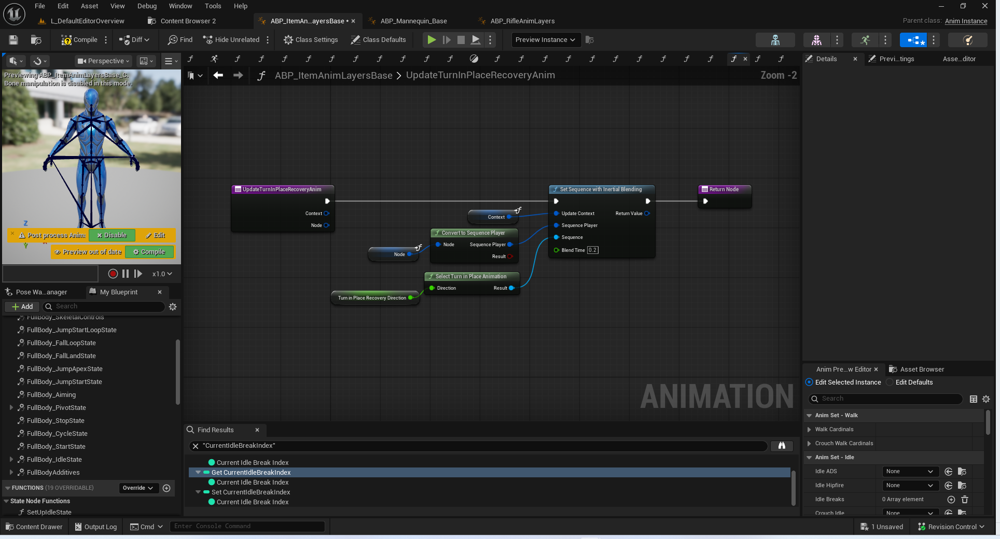 File Edit Asset View Debug Window Tools Help
L_DefaultEditorOverview
Content Browser 2
ABP_ItemAn...ayersBase •
ABP_Mannequin_Base
ABP_RifleAnimLayers
Parent class: Anim Instance
Compile
Diff
Find
Hide Unrelated
Class Settings
Class Defaults
Preview Instance
Perspective
Previewing ABP_ItemAnimLayersBase_C.
Bone manipulation is disabled in this mode.
ABP_ItemAnimLayersBase > UpdateTurnInPlaceRecoveryAnim
Zoom -2
Details
Previ...tings
Asse...ditor
UpdateTurnInPlaceRecoveryAnim
Context
Node
Context
Set Sequence with Inertial Blending
Update Context
Return Value
Sequence Player
Sequence
Blend Time 0.2
Return Node
Convert to Sequence Player
Node
Sequence Player
Result
Node
Select Turn in Place Animation
Direction
Result
Turn in Place Recovery Direction
ANIMATION
Z
Y
Post process Anima
Disable
Edit
Preview out of date
Compile
x1.0
Pose Wa...anager
My Blueprint
Add
Search
FullBody_SkeletalControls
FullBody_JumpStartLoopState
FullBody_FallLoopState
FullBody_FallLandState
FullBody_JumpApexState
FullBody_JumpStartState
FullBody_Aiming
FullBody_PivotState
FullBody_StopState
FullBody_CycleState
FullBody_StartState
FullBody_IdleState
FullBodyAdditives
FUNCTIONS (19 OVERRIDABLE)
Override
State Node Functions
SetUpIdleState
Find Results
"CurrentIdleBreakIndex"
Current Idle Break Index
Get CurrentIdleBreakIndex
Current Idle Break Index
Set CurrentIdleBreakIndex
Current Idle Break Index
Anim Pre...w Editor
Asset Browser
Edit Selected Instance
Edit Defaults
Search
Anim Set - Walk
Walk Cardinals
Crouch Walk Cardinals
Anim Set - Idle
Idle ADS
None
Idle Hipfire
None
Idle Breaks
0 Array element
Crouch Idle
None
Content Drawer
Output Log
Cmd
Enter Console Command
1 Unsaved
Revision Control